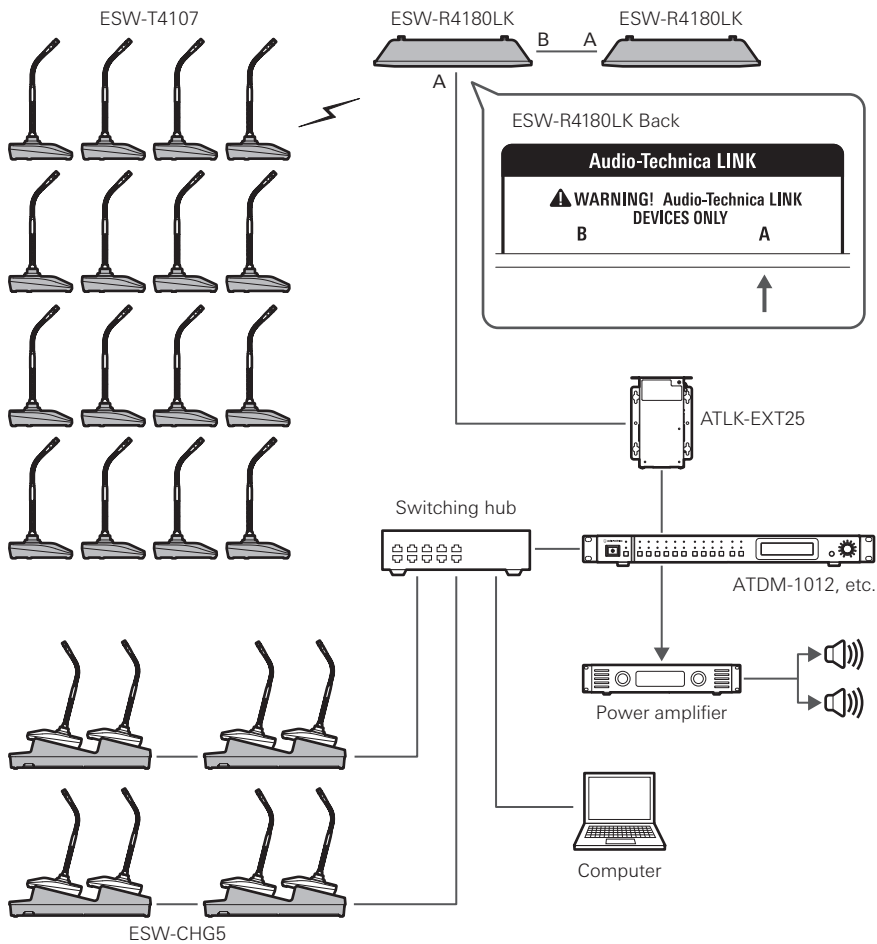 ESW-T4107
ESW-R4180LK
ESW-R4180LK
B
A
A
ESW-R4180LK Back
Audio-Technica LINK
WARNING! Audio-Technica LINK
DEVICES ONLY
B
A
ATLK-EXT25
Switching hub
ATDM-1012, etc.
Power amplifier
Computer
ESW-CHG5